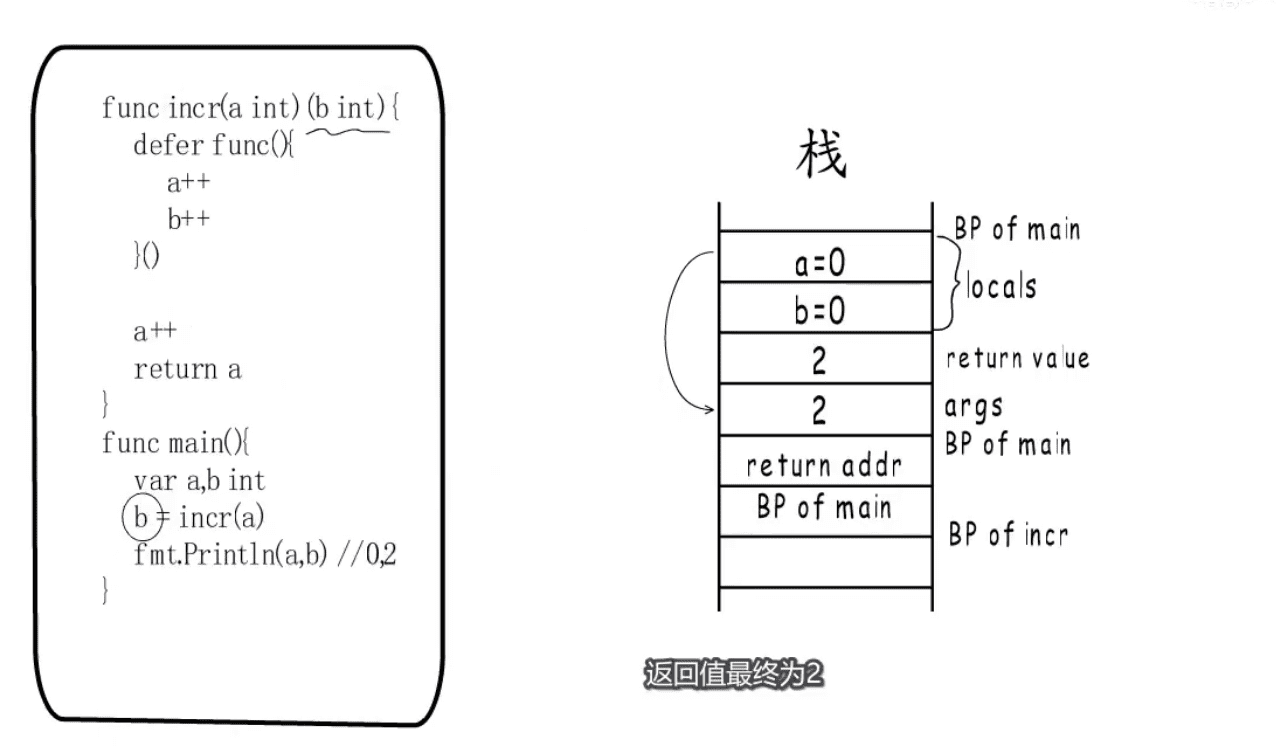 func incr(a int)(b int){
defer func(){
a++
b++
}()
a++
return a
}
func main(){
var a,b int
b = incr(a)
fmt.Println(a,b) //0,2
}
栈
BP of main
a=0
b=0
locals
2
return value
2
args
BP of main
return addr
BP of main
BP of incr
返回值最终为2